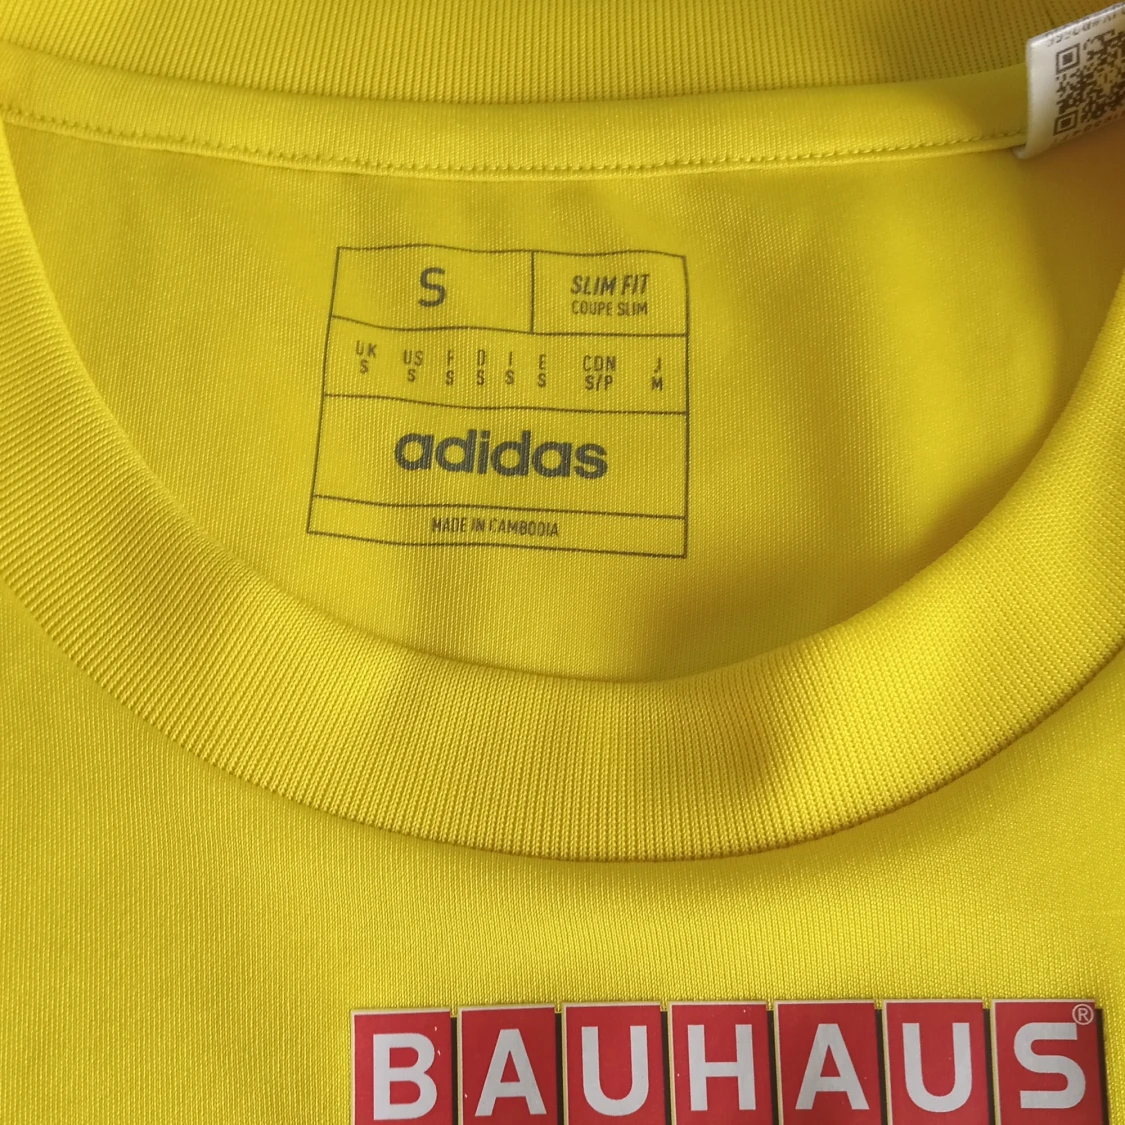 S
SLIM FIT
COUPE SLIM
UK US F D I E CDN J
S S S S S S S/P M
adidas
MADE IN CAMBODIA
BAUHAUS®